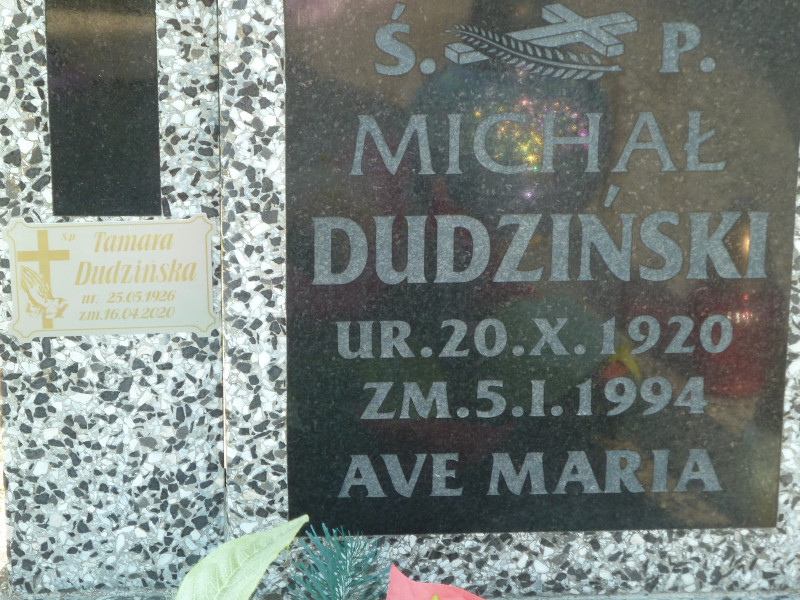 Ś. P.
MICHAŁ
DUDZIŃSKI
UR.20.X.1920
ZM.5.I.1994
AVE MARIA
Ś.P Tamara
Dudzińska
ur. 25.05.1926
zm.16.04.2020